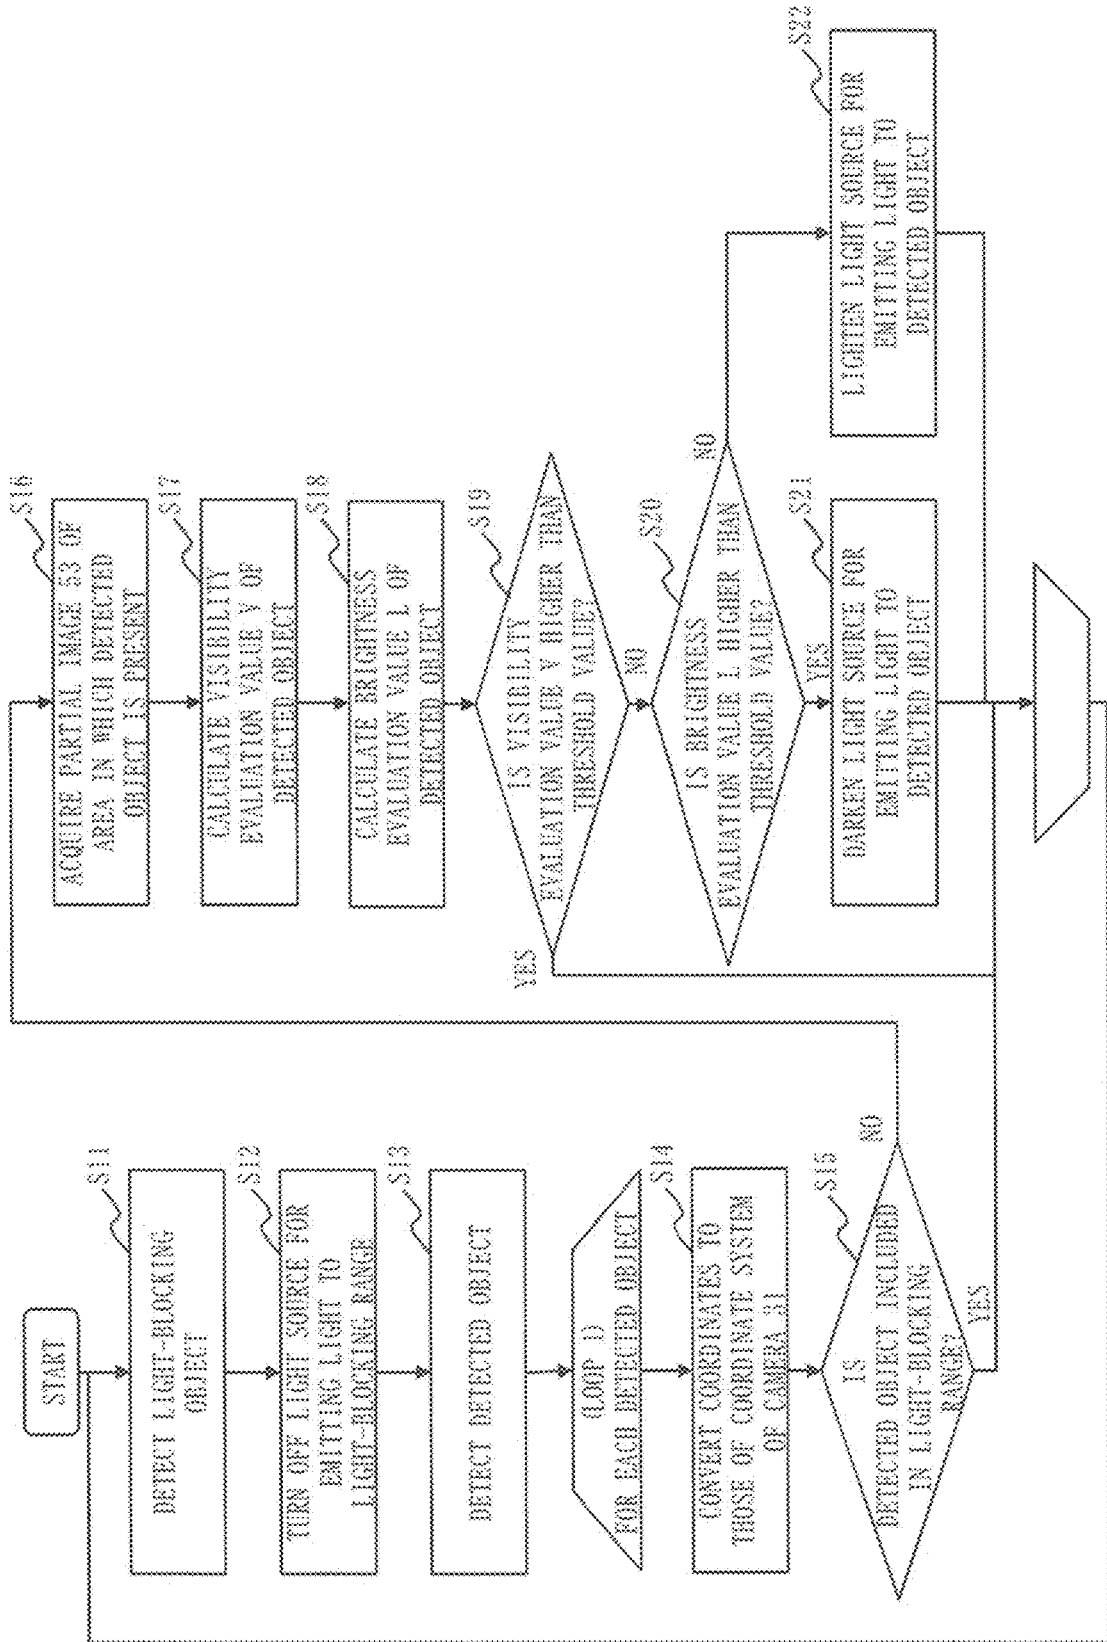 START
S11
DETECT LIGHT-BLOCKING
OBJECT
S12
TURN OFF LIGHT SOURCE FOR
EMITTING LIGHT TO
LIGHT-BLOCKING RANGR
S13
DETECT DETECTED OBJECT
(LOOP 1)
FOR EACH DETECTED OBJECT
S14
CONVERT COORDINATES TO
THOSE OF COORDINATE SYSTEM
OF CAMERA 31
S15
IS
DETECTED OBJECT INCLUDED
IN LIGHT-BLOCKING
RANGR?
NO
YES
S16
ACQUIRE PARTIAL IMAGE 53 OF
AREA IN WHICH DETECTED
OBJECT IS PRESENT
S17
CALCULATE VISIBILITY
EVALUATION VALUE V OF
DETECTED OBJECT
S18
CALCULATE BRIGHTNESS
EVALUATION VALUE L OF
DETECTED OBJECT
S19
IS VISIBILITY
EVALUATION VALUE V HIGHER THAN
THRESHOLD VALUE?
YES
NO
S20
IS BRIGHTNESS
EVALUATION VALUE L HIGHER THAN
THRESHOLD VALUE?
NO
YES
S21
DARKEN LIGHT SOURCE FOR
EMITTING LIGHT TO
DETECTED OBJECT
S22
LIGHTEN LIGHT SOURCE FOR
EMITLING LIGHT TO
DETECTED OBJECT